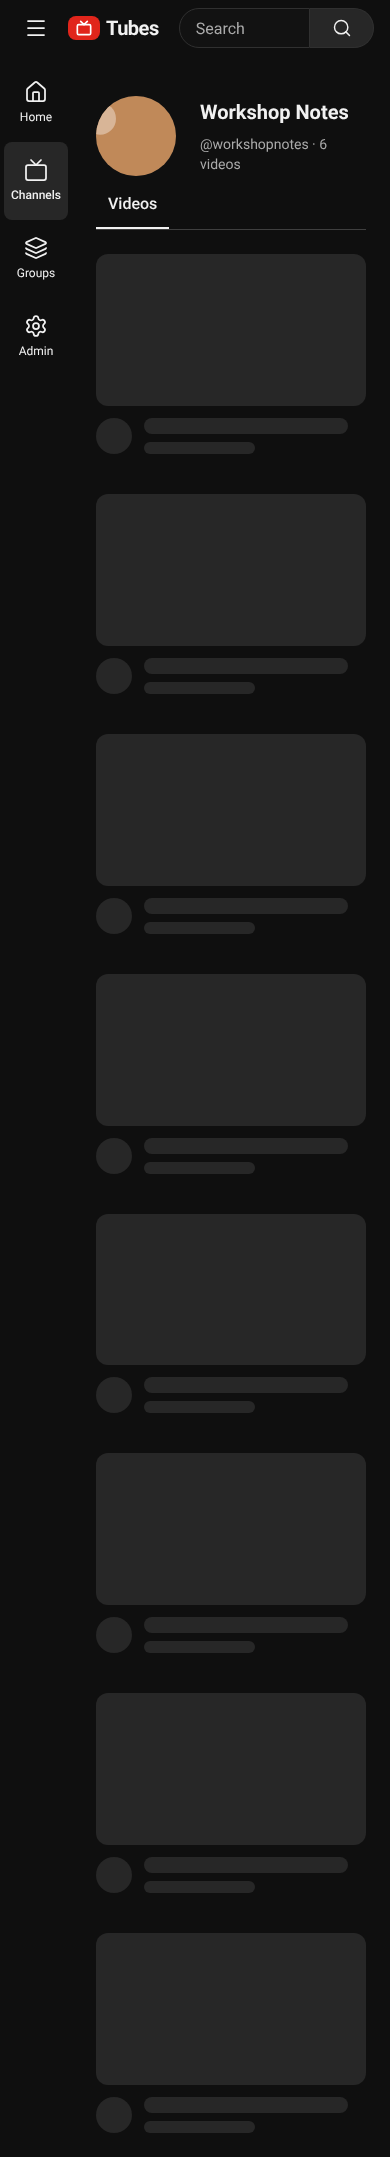 Tubes
Search
Home
Channels
Groups
Admin
Workshop Notes
@workshopnotes · 6
videos
Videos